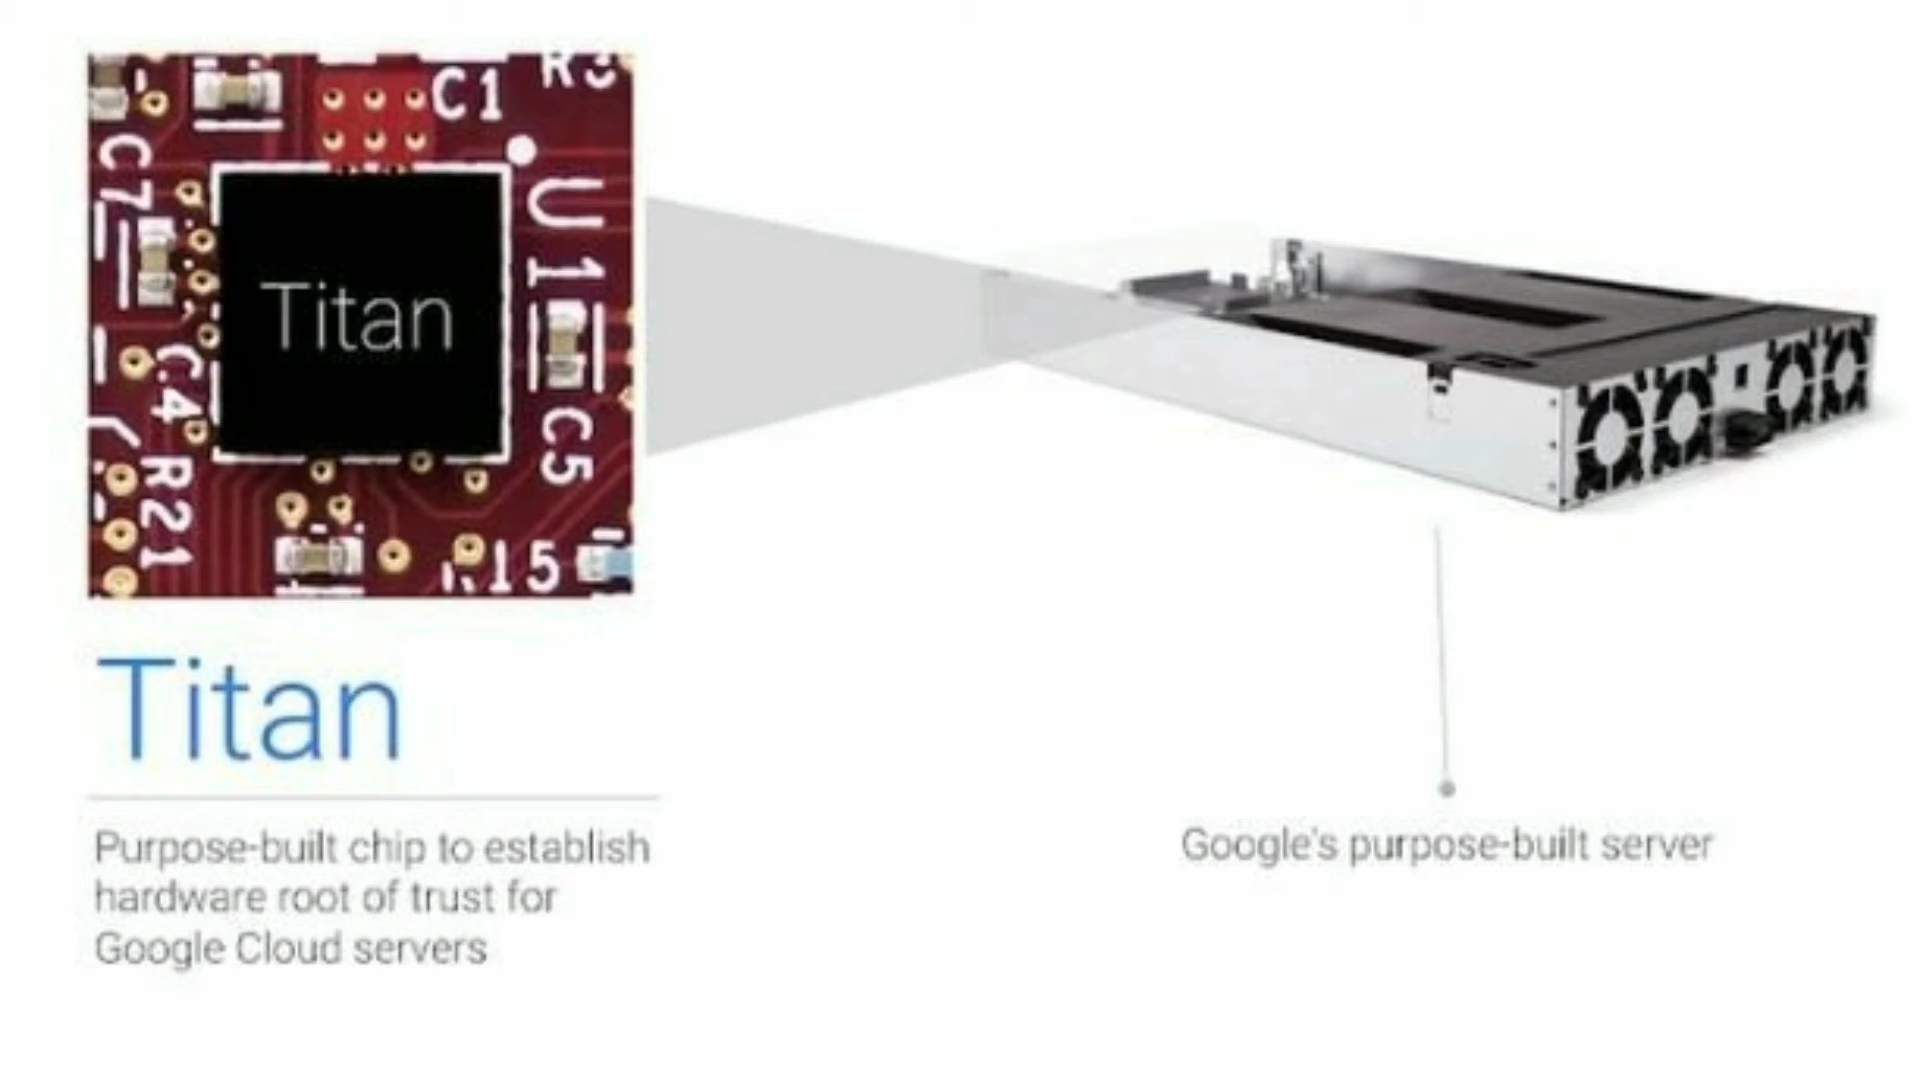 C1
C7
U1
Titan
C4
C5
R21
15
Titan
Purpose-built chip to establish
hardware root of trust for
Google Cloud servers
Google's purpose-built server